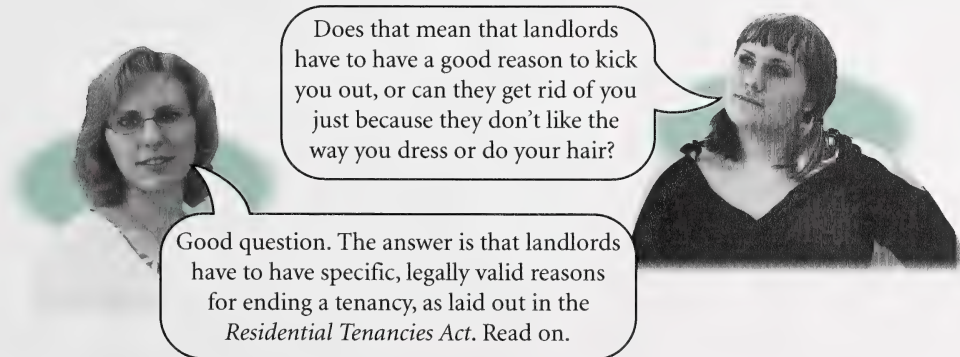 Does that mean that landlords
have to have a good reason to kick
you out, or can they get rid of you
just because they don't like the
way you dress or do your hair?
Good question. The answer is that landlords
have to have specific, legally valid reasons
for ending a tenancy, as laid out in the
Residential Tenancies Act. Read on.